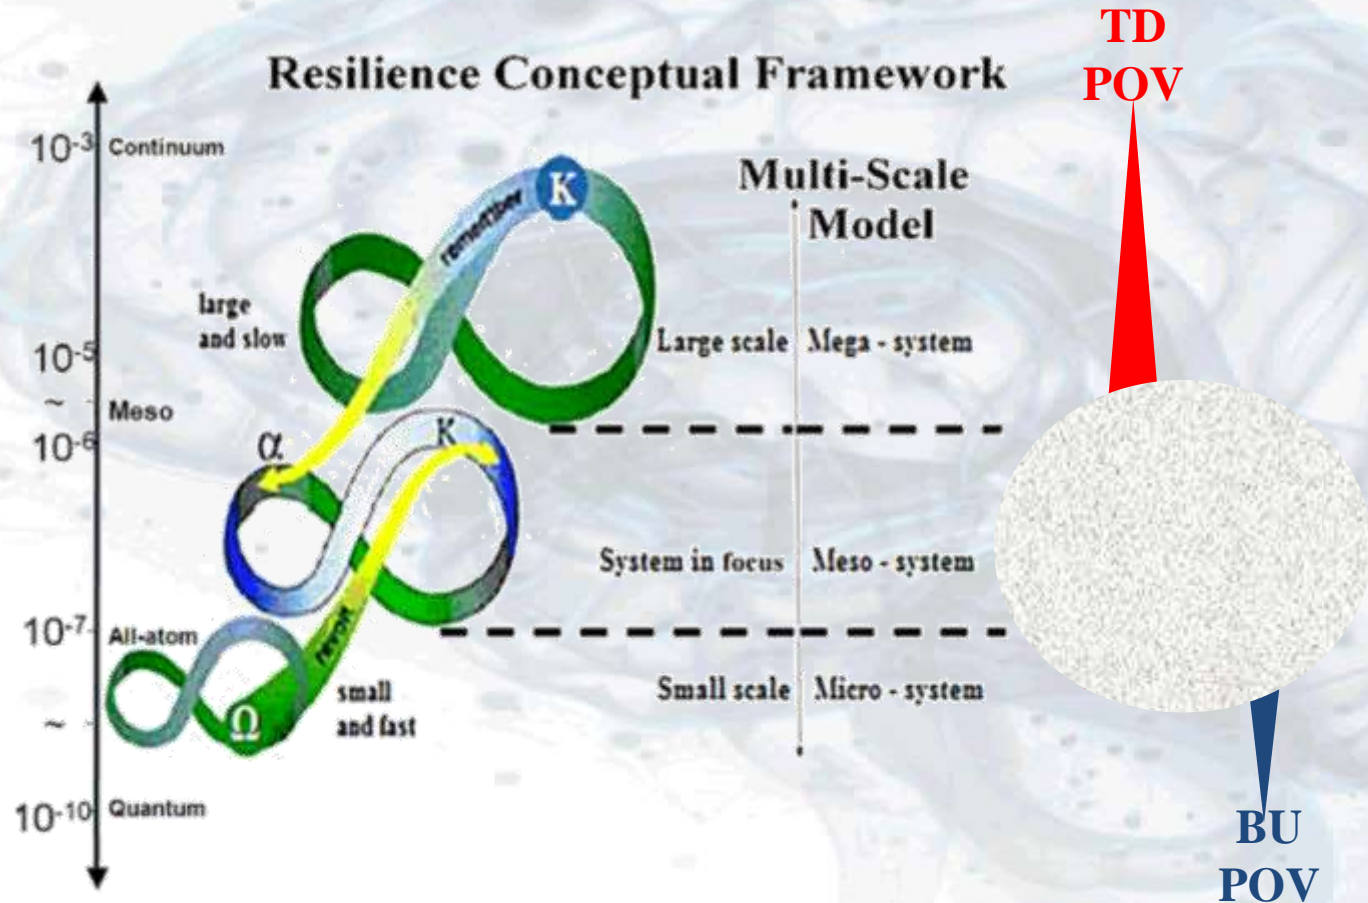 TD
POV
Resilience Conceptual Framework
10-3
Continuum
Multi-Scale
Model
K
remember
large
and slow
Large scale
Mega - system
10-5
~
Meso
10-6
α
K
System in focus
Meso - system
10-7
All-atom
revolt
Small scale
Micro - system
small
and fast
Ω
~
10-10
Quantum
BU
POV